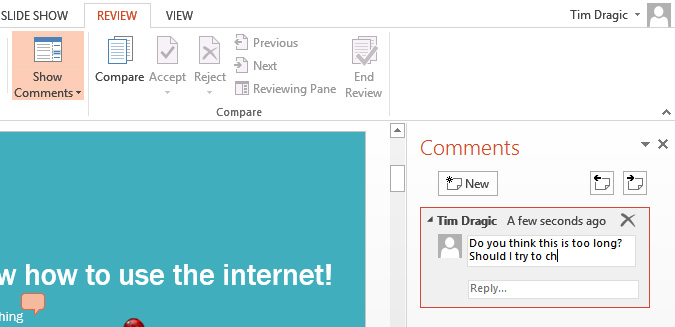 SLIDE SHOW REVIEW VIEW Tim Dragic
Show Comments
Compare
Accept
Reject
Previous
Next
Reviewing Pane
End Review
Compare
Comments
New
Tim Dragic A few seconds ago
Do you think this is too long?
Should I try to ch
Reply...
w how to use the internet!
hing